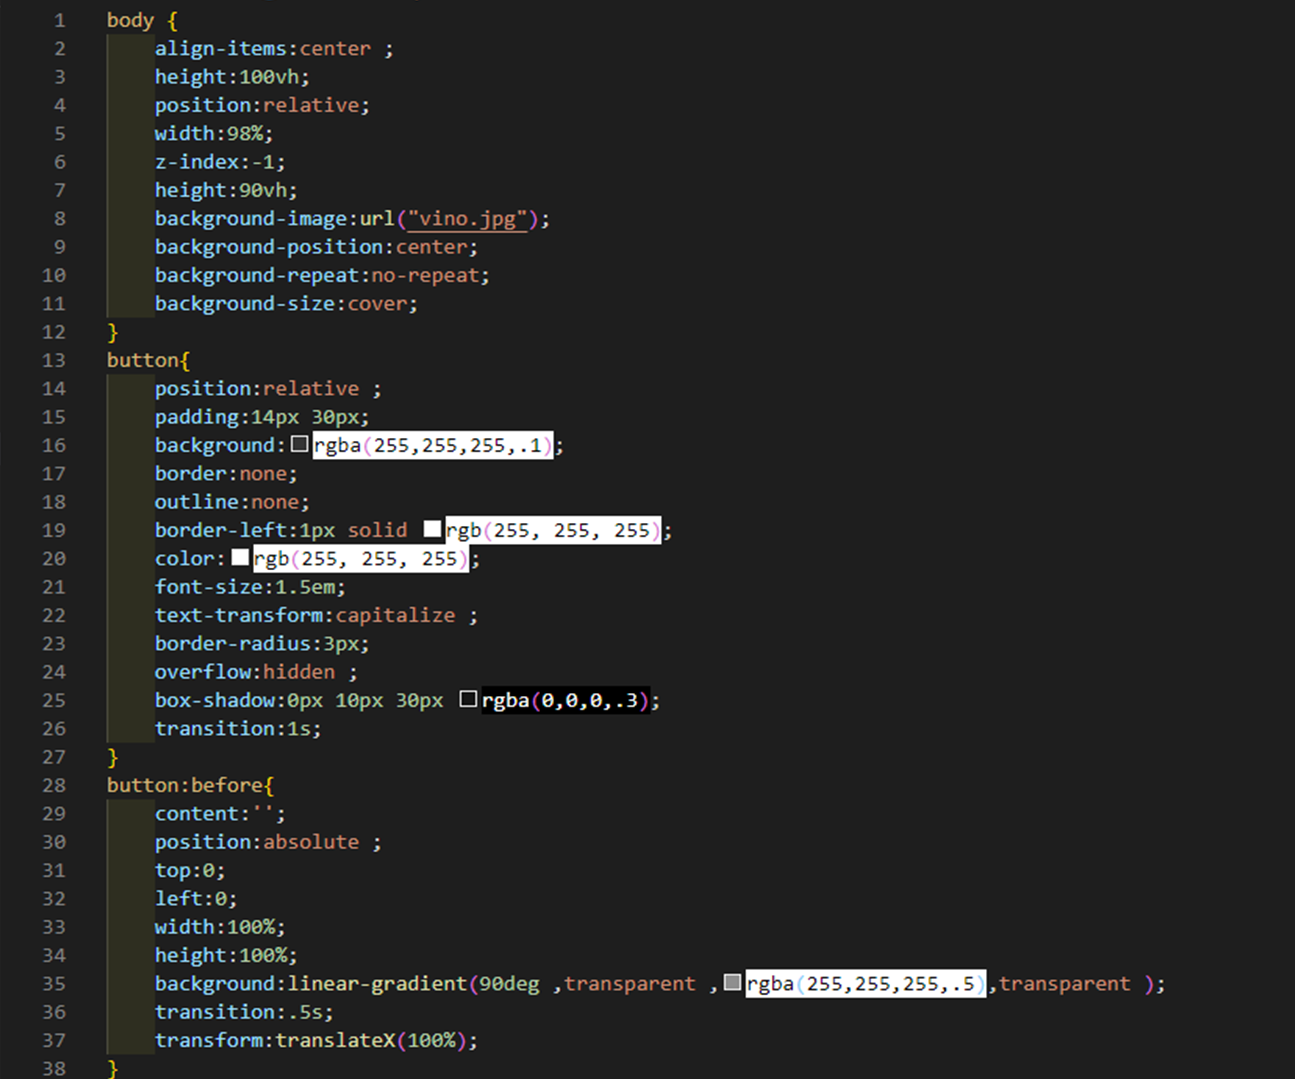 1 body {
2     align-items:center ;
3     height:100vh;
4     position:relative;
5     width:98%;
6     z-index:-1;
7     height:90vh;
8     background-image:url("vino.jpg");
9     background-position:center;
10     background-repeat:no-repeat;
11     background-size:cover;
12 }
13 button{
14     position:relative ;
15     padding:14px 30px;
16     background:rgba(255,255,255,.1);
17     border:none;
18     outline:none;
19     border-left:1px solid rgb(255, 255, 255);
20     color:rgb(255, 255, 255);
21     font-size:1.5em;
22     text-transform:capitalize ;
23     border-radius:3px;
24     overflow:hidden ;
25     box-shadow:0px 10px 30px rgba(0,0,0,.3);
26     transition:1s;
27 }
28 button:before{
29     content:'';
30     position:absolute ;
31     top:0;
32     left:0;
33     width:100%;
34     height:100%;
35     background:linear-gradient(90deg ,transparent ,rgba(255,255,255,.5),transparent );
36     transition:.5s;
37     transform:translateX(100%);
38 }